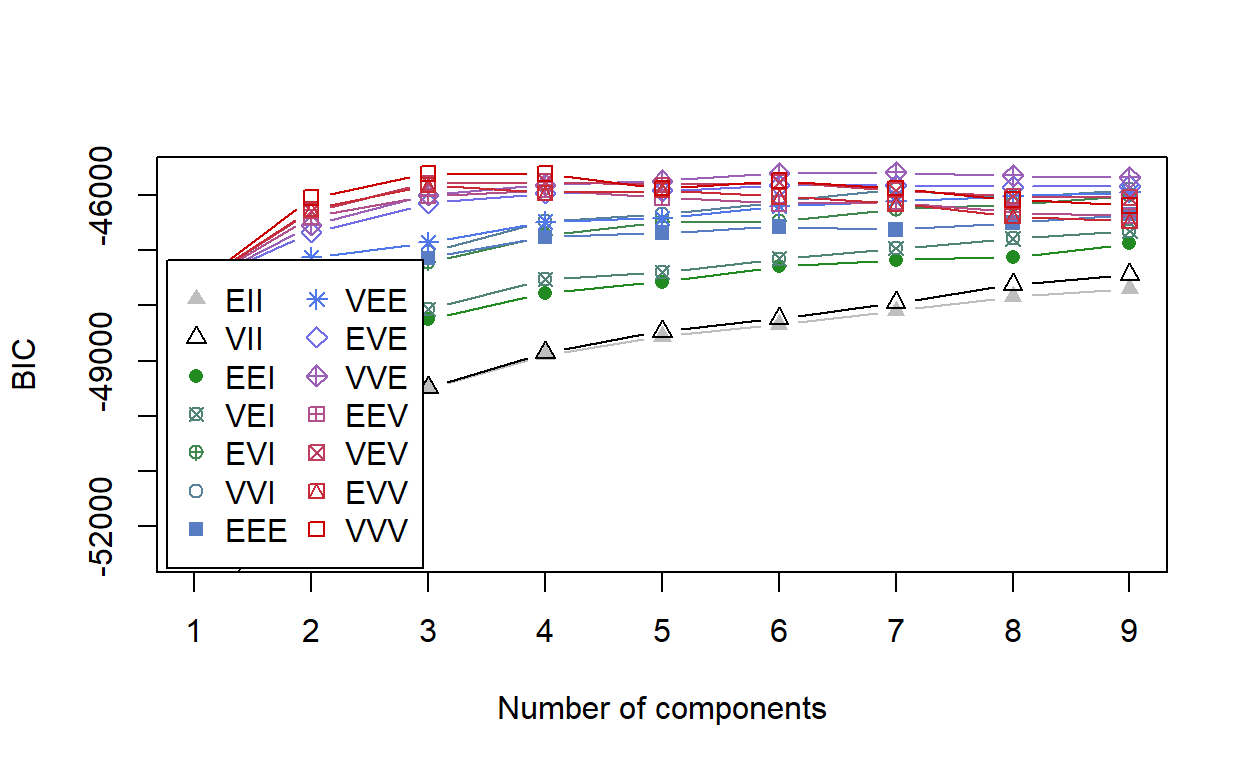 BIC
-46000
-49000
-52000
EII VEE
VII EVE
EEI VVE
VEI EEV
EVI VEV
VVI EVV
EEE VVV
1 2 3 4 5 6 7 8 9
Number of components